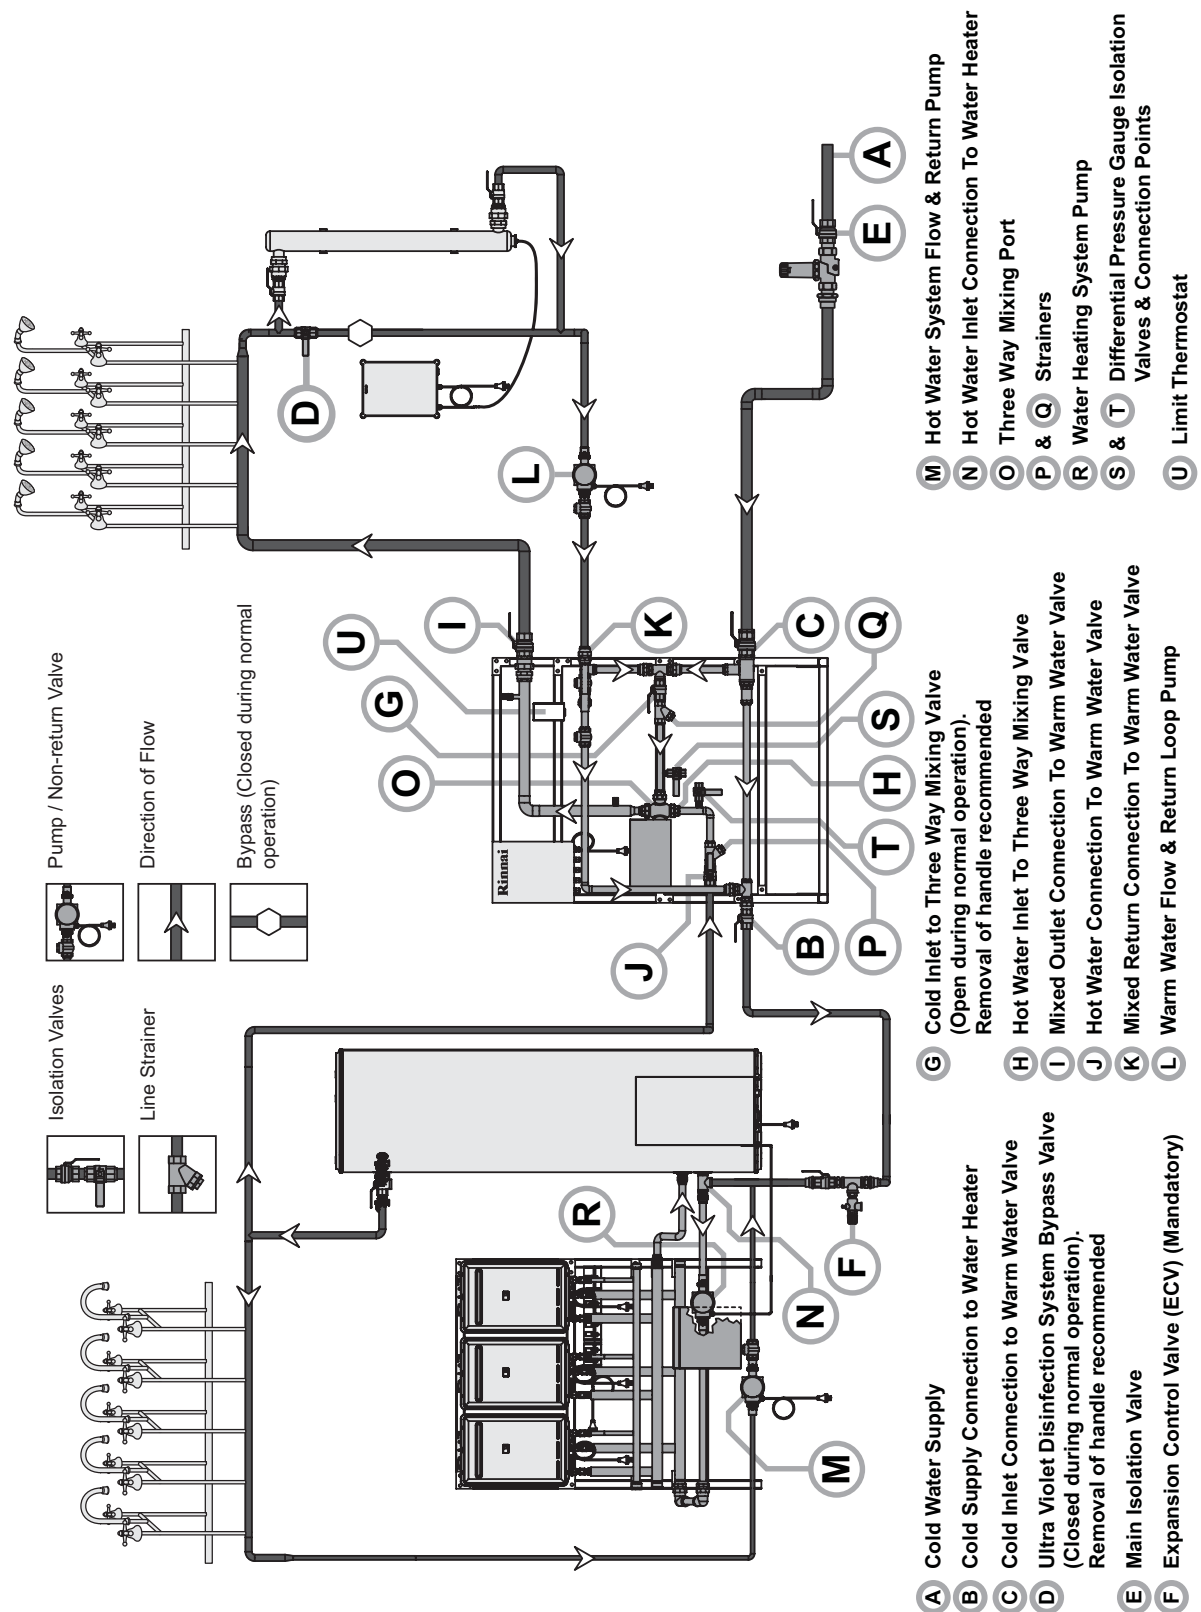 Isolation Valves
Line Strainer
Pump / Non-return Valve
Direction of Flow
Bypass (Closed during normal
operation)
D
L
U
I
G
K
O
C
Q
S
H
T
J
B
P
E
A
R
F
N
M
Rinnai
A Cold Water Supply
B Cold Supply Connection to Water Heater
C Cold Inlet Connection to Warm Water Valve
D Ultra Violet Disinfection System Bypass Valve
(Closed during normal operation).
Removal of handle recommended
E Main Isolation Valve
F Expansion Control Valve (ECV) (Mandatory)
G Cold Inlet to Three Way Mixing Valve
(Open during normal operation).
Removal of handle recommended
H Hot Water Inlet To Three Way Mixing Valve
I Mixed Outlet Connection To Warm Water Valve
J Hot Water Connection To Warm Water Valve
K Mixed Return Connection To Warm Water Valve
L Warm Water Flow & Return Loop Pump
M Hot Water System Flow & Return Pump
N Hot Water Inlet Connection To Water Heater
O Three Way Mixing Port
P & Q Strainers
R Water Heating System Pump
S & T Differential Pressure Gauge Isolation
Valves & Connection Points
U Limit Thermostat